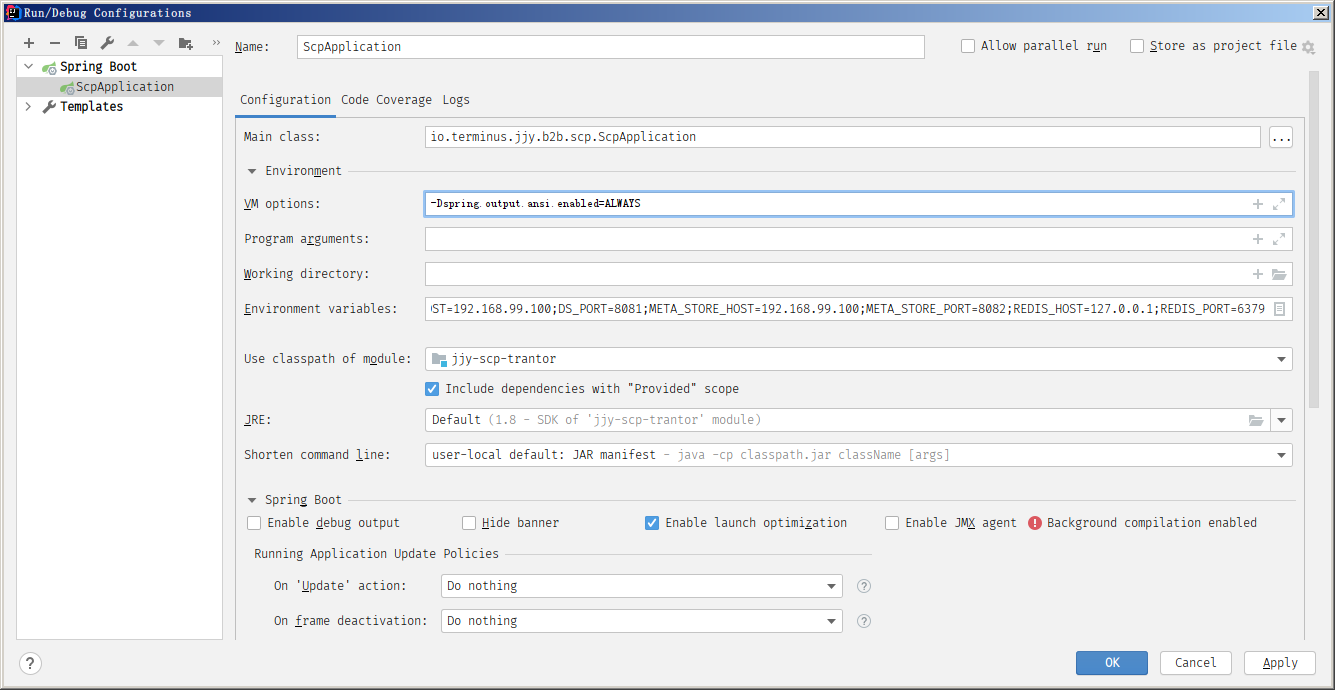 Run/Debug Configurations
Name: ScpApplication
Allow parallel run
Store as project file
Spring Boot
ScpApplication
Templates
Configuration Code Coverage Logs
Main class: io.terminus.jjy.b2b.scp.ScpApplication ...
Environment
VM options: -Dspring.output.ansi.enabled=ALWAYS
Program arguments:
Working directory:
Environment variables: ST=192.168.99.100;DS_PORT=8081;META_STORE_HOST=192.168.99.100;META_STORE_PORT=8082;REDIS_HOST=127.0.0.1;REDIS_PORT=6379
Use classpath of module: jjy-scp-trantor
Include dependencies with "Provided" scope
JRE: Default (1.8 - SDK of 'jjy-scp-trantor' module)
Shorten command line: user-local default: JAR manifest - java -cp classpath.jar className [args]
Spring Boot
Enable debug output Hide banner Enable launch optimization Enable JMX agent Background compilation enabled
Running Application Update Policies
On 'Update' action: Do nothing ?
On frame deactivation: Do nothing ?
? OK Cancel Apply